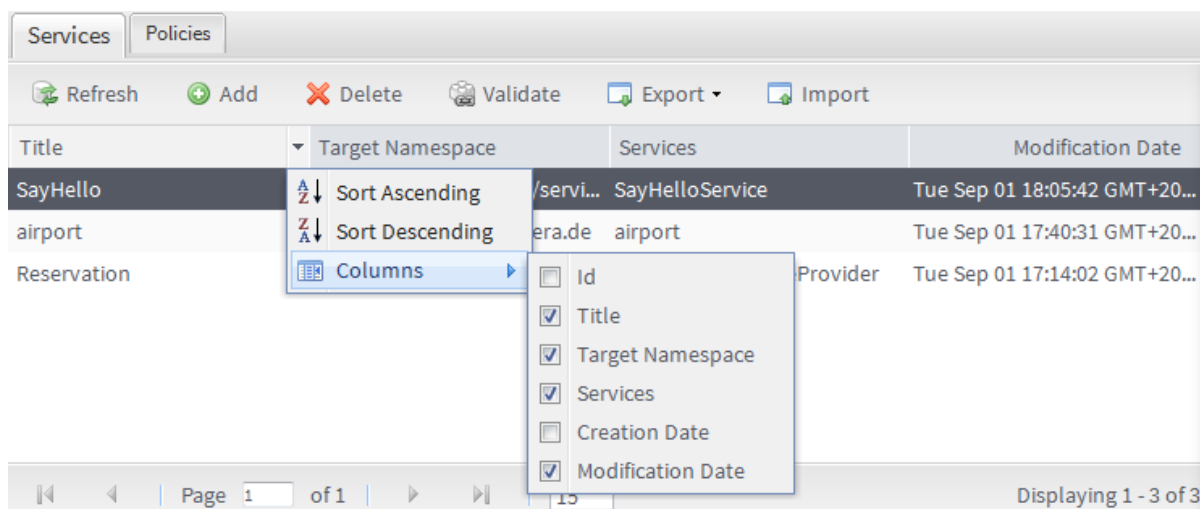 Services Policies
Refresh Add Delete Validate Export Import
Title Target Namespace Services Modification Date
SayHello /servi... SayHelloService Tue Sep 01 18:05:42 GMT+20...
airport era.de airport Tue Sep 01 17:40:31 GMT+20...
Reservation Provider Tue Sep 01 17:14:02 GMT+20...
Sort Ascending
Sort Descending
Columns
Id
Title
Target Namespace
Services
Creation Date
Modification Date
Page 1 of 1 15 Displaying 1 - 3 of 3